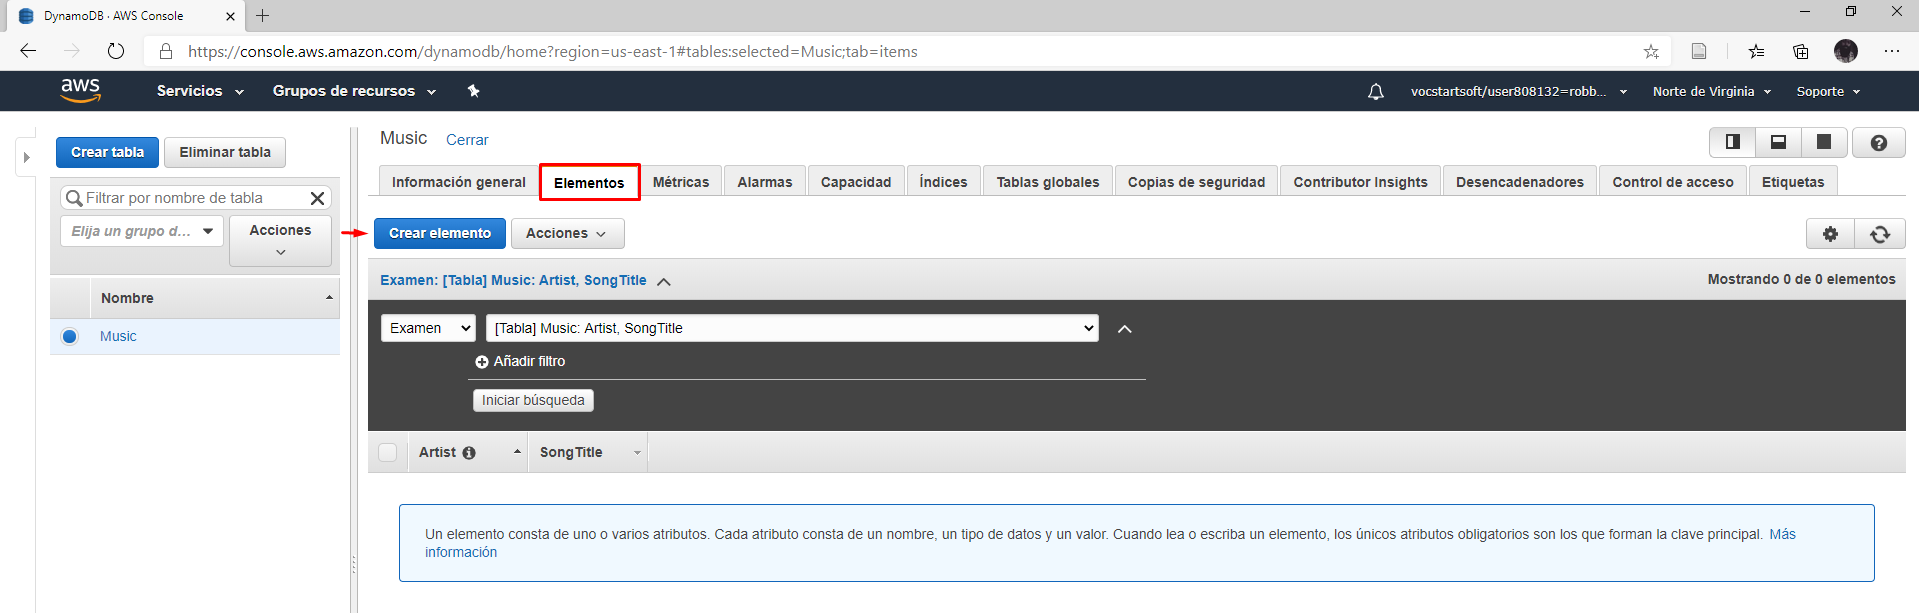 DynamoDB · AWS Console
https://console.aws.amazon.com/dynamodb/home?region=us-east-1#tables:selected=Music;tab=items
aws Servicios Grupos de recursos vocstartsoft/user808132=robb... Norte de Virginia Soporte
Crear tabla Eliminar tabla
Filtrar por nombre de tabla
Elija un grupo d... Acciones
Nombre
Music
Music Cerrar
Información general Elementos Métricas Alarmas Capacidad Índices Tablas globales Copias de seguridad Contributor Insights Desencadenadores Control de acceso Etiquetas
Crear elemento Acciones
Examen: [Tabla] Music: Artist, SongTitle Mostrando 0 de 0 elementos
Examen [Tabla] Music: Artist, SongTitle
Añadir filtro
Iniciar búsqueda
Artist SongTitle
Un elemento consta de uno o varios atributos. Cada atributo consta de un nombre, un tipo de datos y un valor. Cuando lea o escriba un elemento, los únicos atributos obligatorios son los que forman la clave principal. Más
información